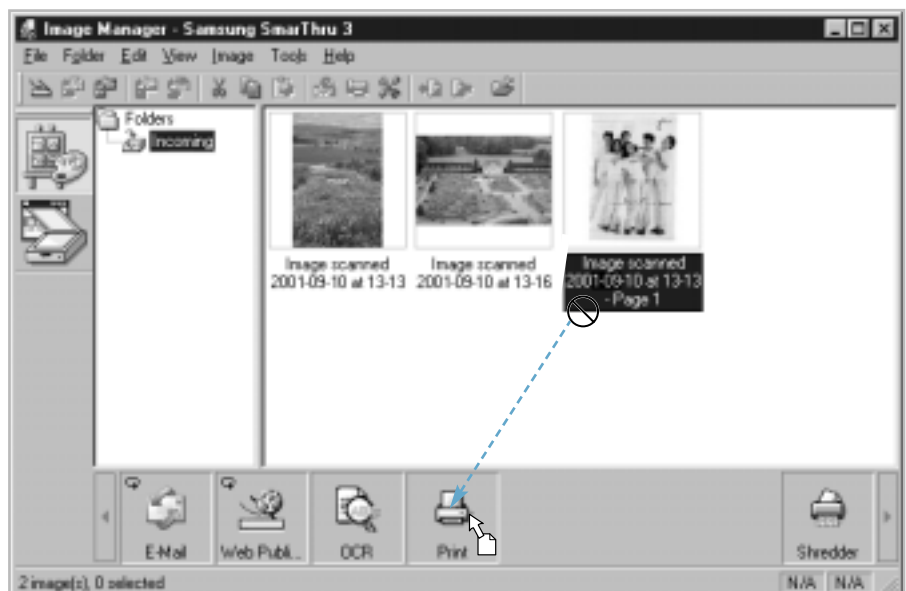 Image Manager - Samsung SmarThru 3
File Folder Edit View Image Tools Help
Folders
Incoming
Image scanned
2001-09-10 at 13-13
Image scanned
2001-09-10 at 13-16
Image scanned
2001-09-10 at 13-13
- Page 1
E-Mail
Web Publi...
OCR
Print
Shredder
2 image(s), 0 selected
N/A N/A